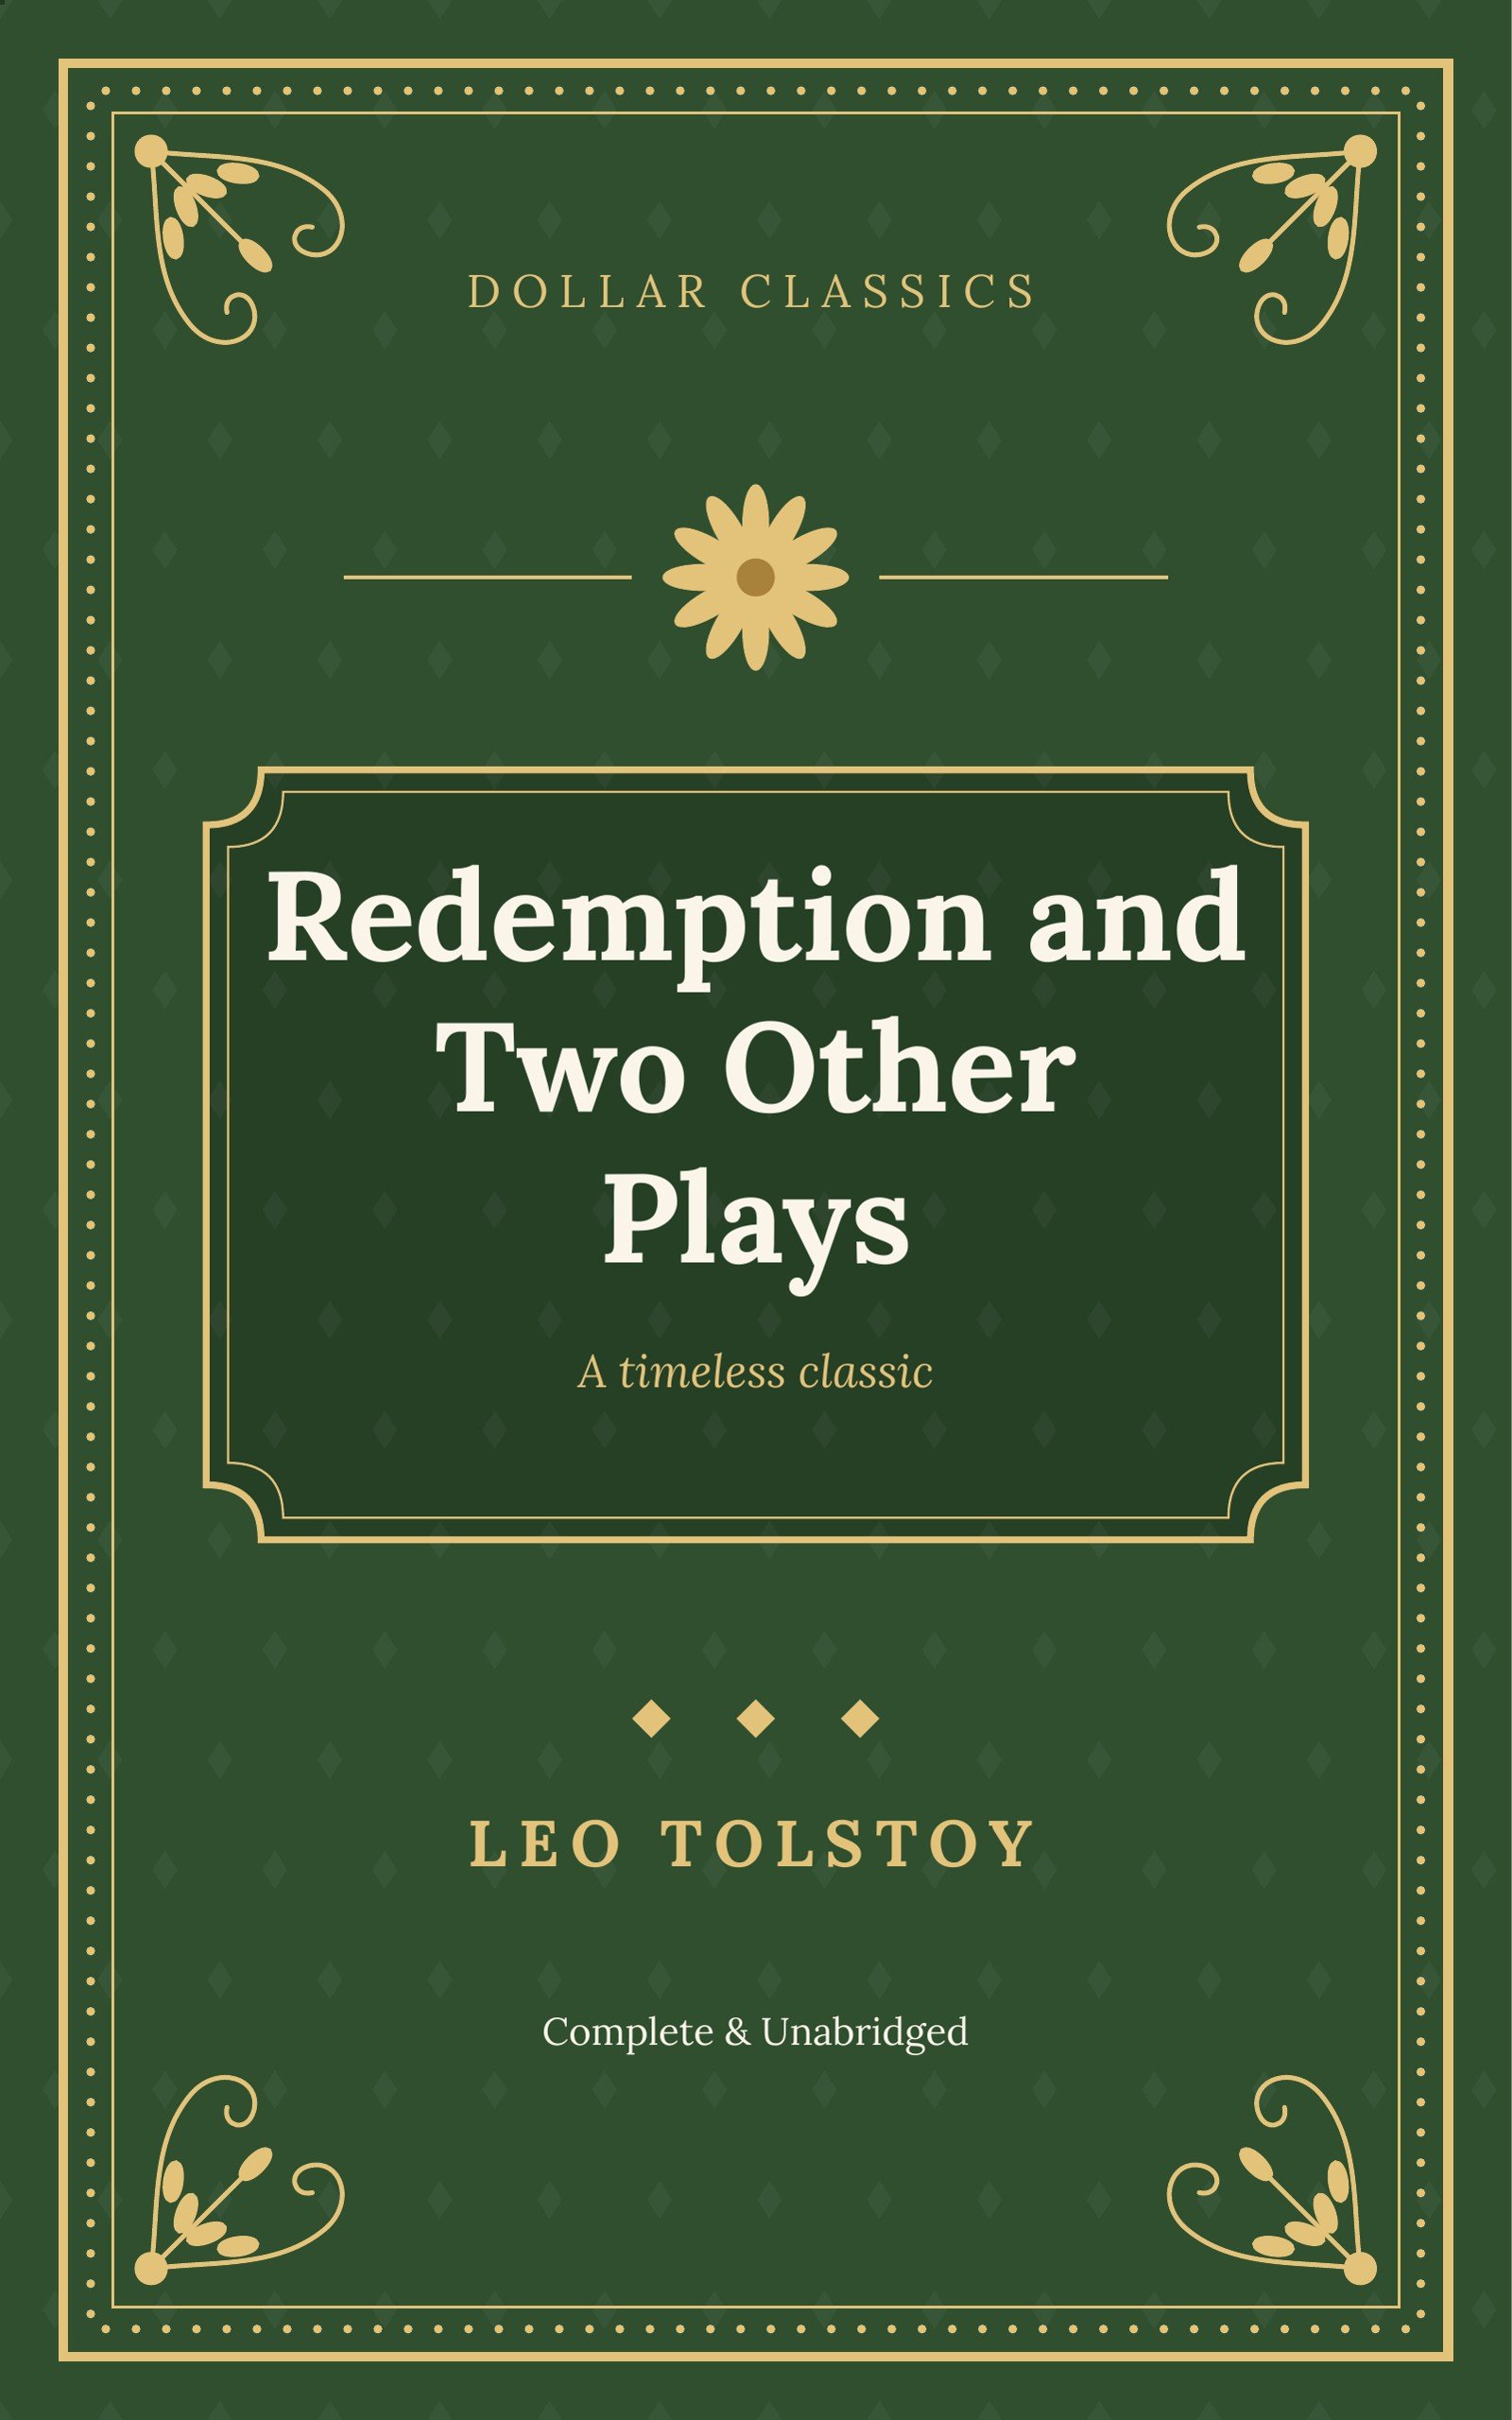 DOLLAR CLASSICS
Redemption and
Two Other
Plays
A timeless classic
LEO TOLSTOY
Complete & Unabridged